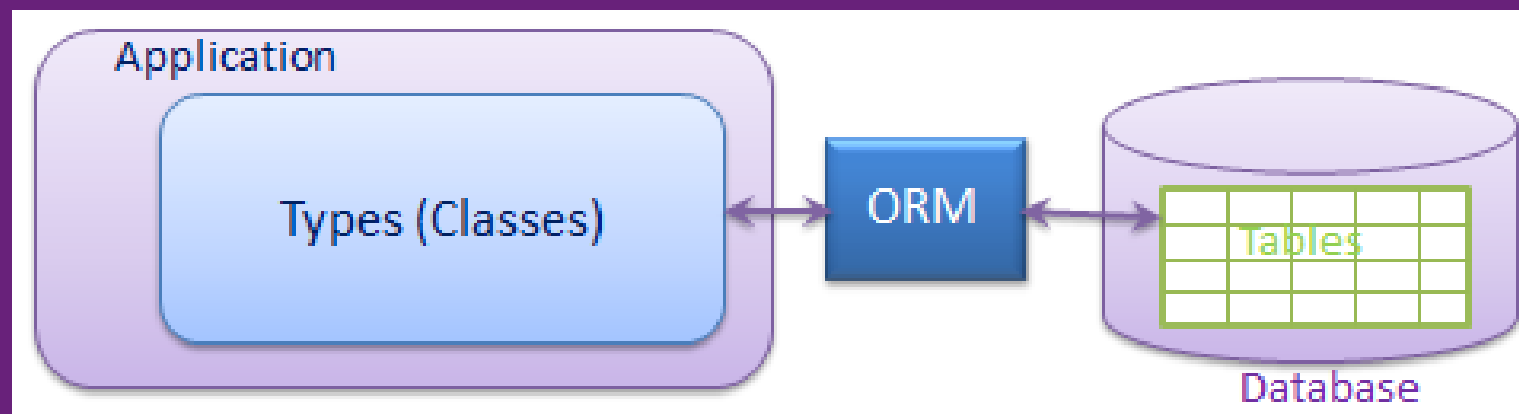 Application
Types (Classes)
ORM
Tables
Database